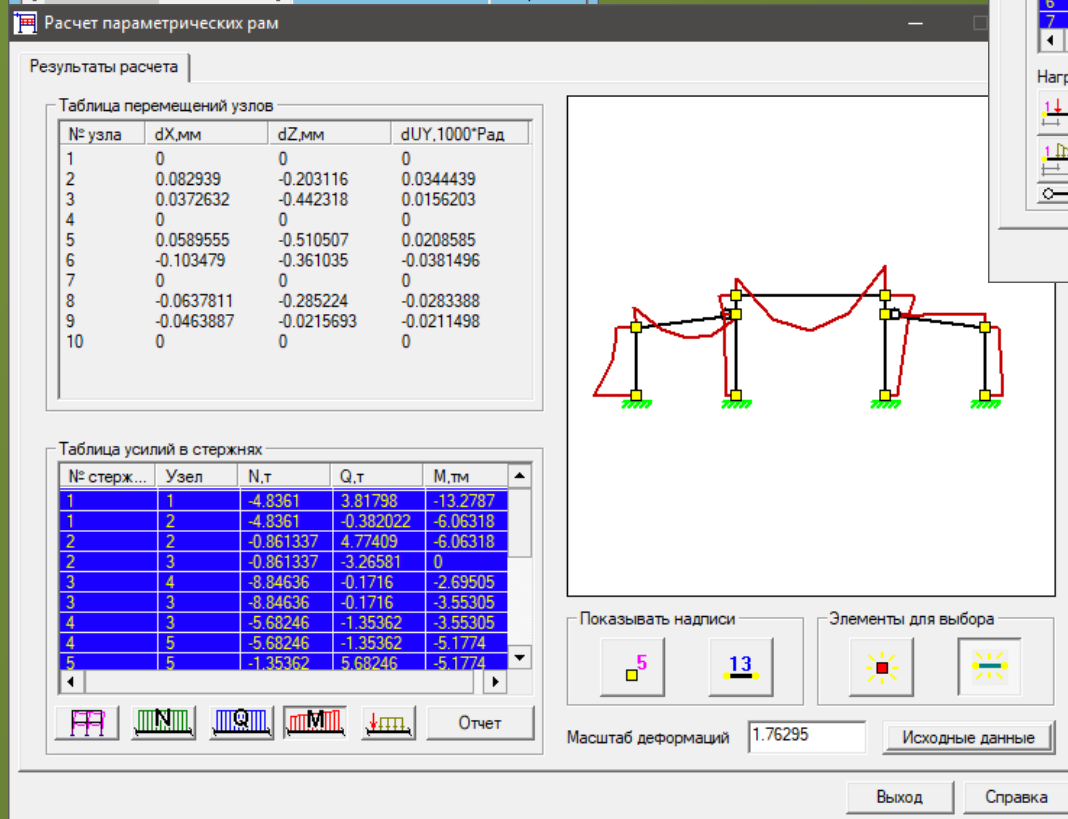 Расчет параметрических рам
6
7
Результаты расчета
Нагр
Таблица перемещений узлов
№ узла dX,мм dZ,мм dUY,1000*Рад
1 0 0 0
2 0.082939 -0.203116 0.0344439
3 0.0372632 -0.442318 0.0156203
4 0 0 0
5 0.0589555 -0.510507 0.0208585
6 -0.103479 -0.361035 -0.0381496
7 0 0 0
8 -0.0637811 -0.285224 -0.0283388
9 -0.0463887 -0.0215693 -0.0211498
10 0 0 0
1
1
Таблица усилий в стержнях
№ стерж... Узел N,т Q,т M,тм
1 1 -4.8361 3.81798 -13.2787
1 2 -4.8361 -0.382022 -6.06318
2 2 -0.861337 4.77409 -6.06318
2 3 -0.861337 -3.26581 0
3 4 -8.84636 -0.1716 -2.69505
3 3 -8.84636 -0.1716 -3.55305
4 3 -5.68246 -1.35362 -3.55305
4 5 -5.68246 -1.35362 -5.1774
5 5 -1.35362 5.68246 -5.1774
N Q M Отчет
Показывать надписи
5 13
Элементы для выбора
Масштаб деформаций 1.76295 Исходные данные
Выход Справка